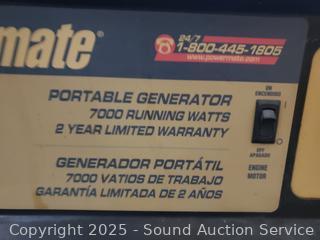 mate®
24/7
1-800-445-1805
www.powermate.com
PORTABLE GENERATOR
7000 RUNNING WATTS
2 YEAR LIMITED WARRANTY
GENERADOR PORTÁTIL
7000 VATIOS DE TRABAJO
GARANTÍA LIMITADA DE 2 AÑOS
ON
ENCENDIDO
I
OFF
APAGADO
ENGINE
MOTOR
Copyright 2025 - Sound Auction Service